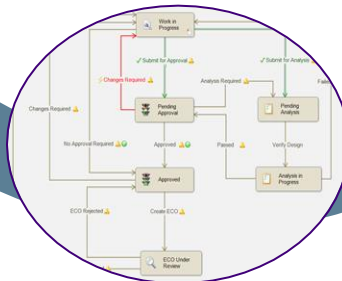 Work in
Progress
Submit for Approval
Submit for Analysis
Changes Required
Analysis Required
Changes Required
Pending
Approval
Pending
Analysis
No Approval Required
Approved
Passed
Verify Design
Approved
Analysis in
Progress
ECO Rejected
Create ECO
ECO Under
Review